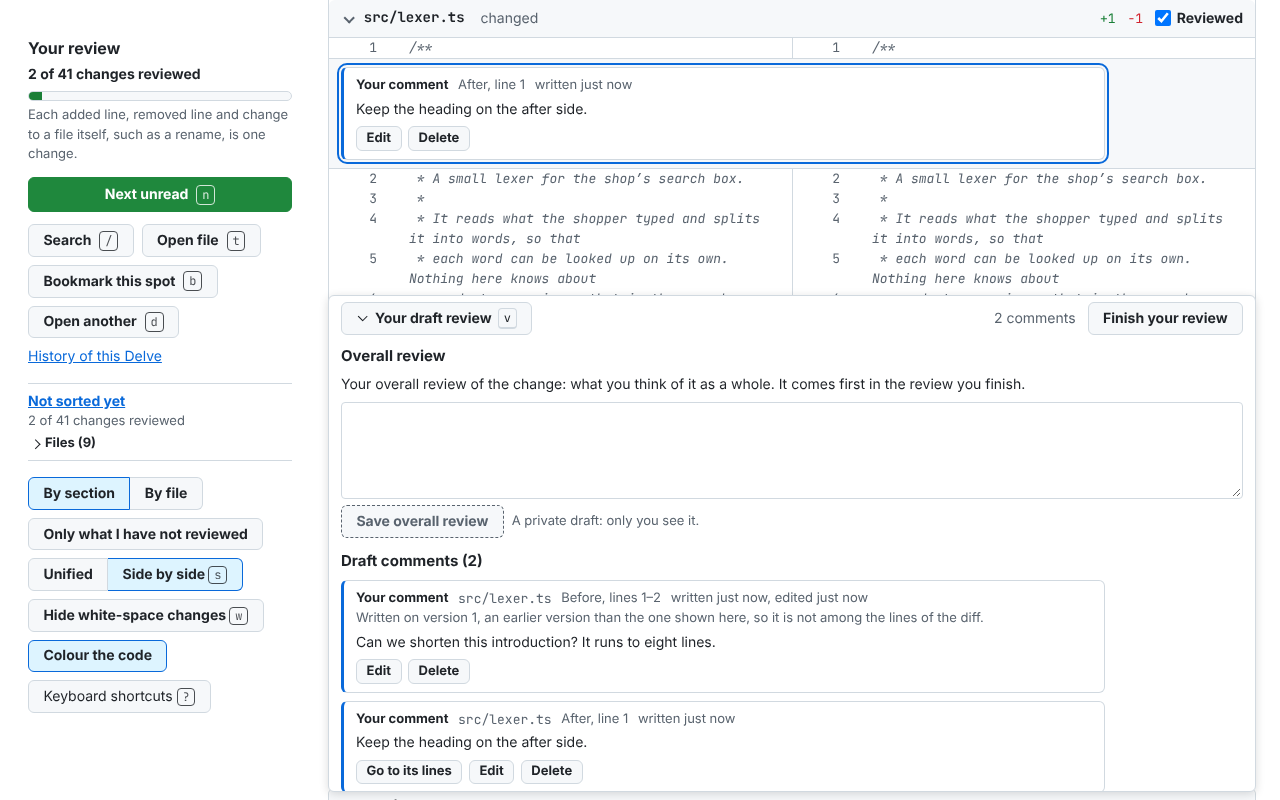 Your review
2 of 41 changes reviewed
Each added line, removed line and change
to a file itself, such as a rename, is one
change.
Next unread n
Search / Open file t
Bookmark this spot b
Open another d
History of this Delve
Not sorted yet
2 of 41 changes reviewed
Files (9)
By section By file
Only what I have not reviewed
Unified Side by side s
Hide white-space changes w
Colour the code
Keyboard shortcuts ?
src/lexer.ts changed +1 -1 Reviewed
1 /** 1 /**
Your comment After, line 1 written just now
Keep the heading on the after side.
Edit Delete
2 * A small lexer for the shop’s search box. 2 * A small lexer for the shop’s search box.
3 * 3 *
4 * It reads what the shopper typed and splits 4 * It reads what the shopper typed and splits
it into words, so that it into words, so that
5 * each word can be looked up on its own. 5 * each word can be looked up on its own.
Nothing here knows about Nothing here knows about
Your draft review v 2 comments Finish your review
Overall review
Your overall review of the change: what you think of it as a whole. It comes first in the review you finish.
Save overall review A private draft: only you see it.
Draft comments (2)
Your comment src/lexer.ts Before, lines 1–2 written just now, edited just now
Written on version 1, an earlier version than the one shown here, so it is not among the lines of the diff.
Can we shorten this introduction? It runs to eight lines.
Edit Delete
Your comment src/lexer.ts After, line 1 written just now
Keep the heading on the after side.
Go to its lines Edit Delete